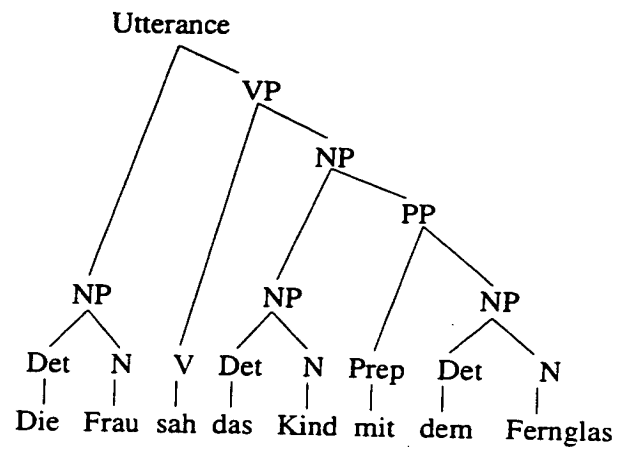 Utterance
VP
NP
PP
NP NP NP
Det N V Det N Prep Det N
Die Frau sah das Kind mit dem Fernglas